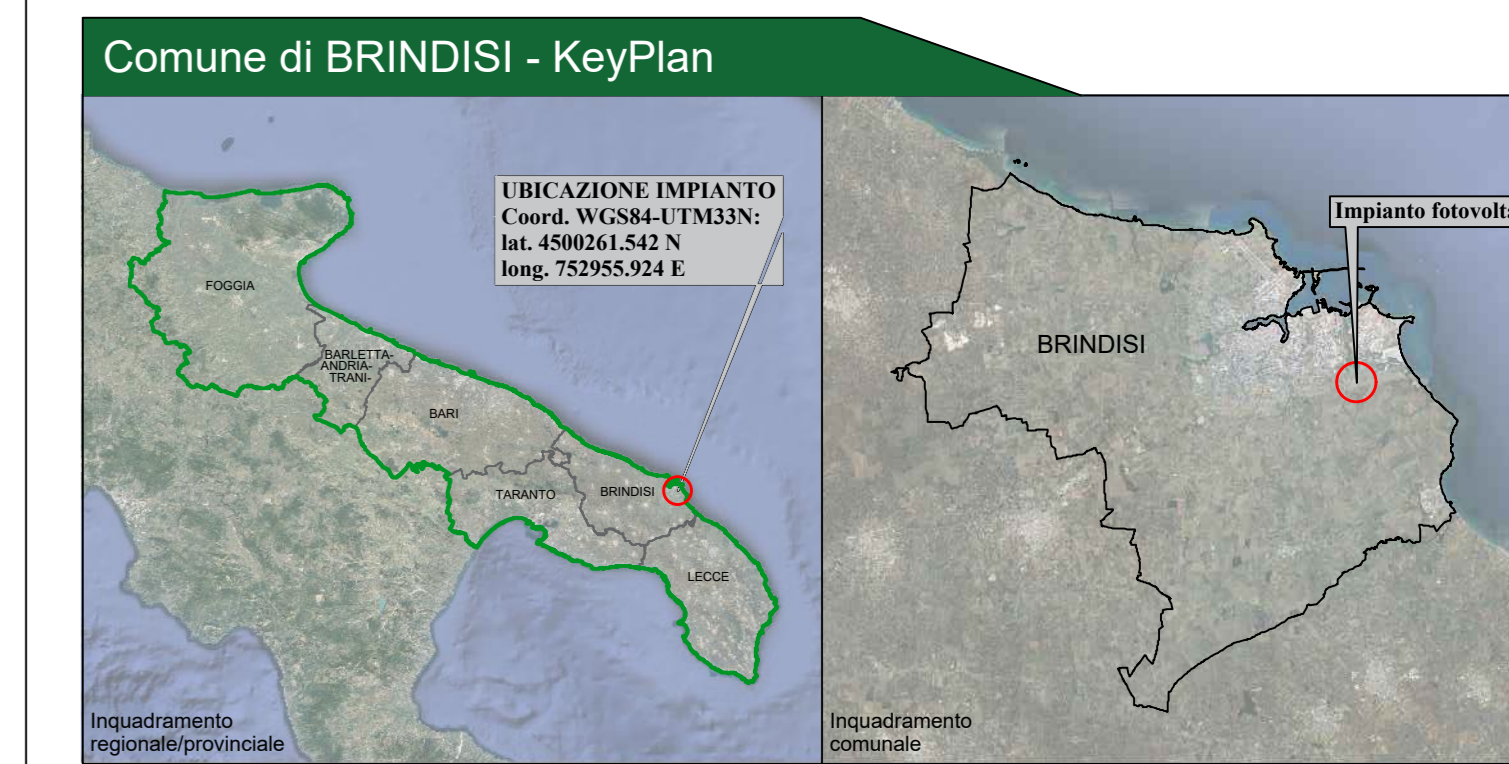 Comune di BRINDISI - KeyPlan
UBICAZIONE IMPIANTO
Coord. WGS84-UTM33N:
lat. 4500261.542 N
long. 752955.924 E
FOGGIA
BARLETTA-
ANDRIA-
TRANI-
BARI
TARANTO
BRINDISI
LECCE
Inquadramento
regionale/provinciale
Impianto fotovolt
BRINDISI
Inquadramento
comunale